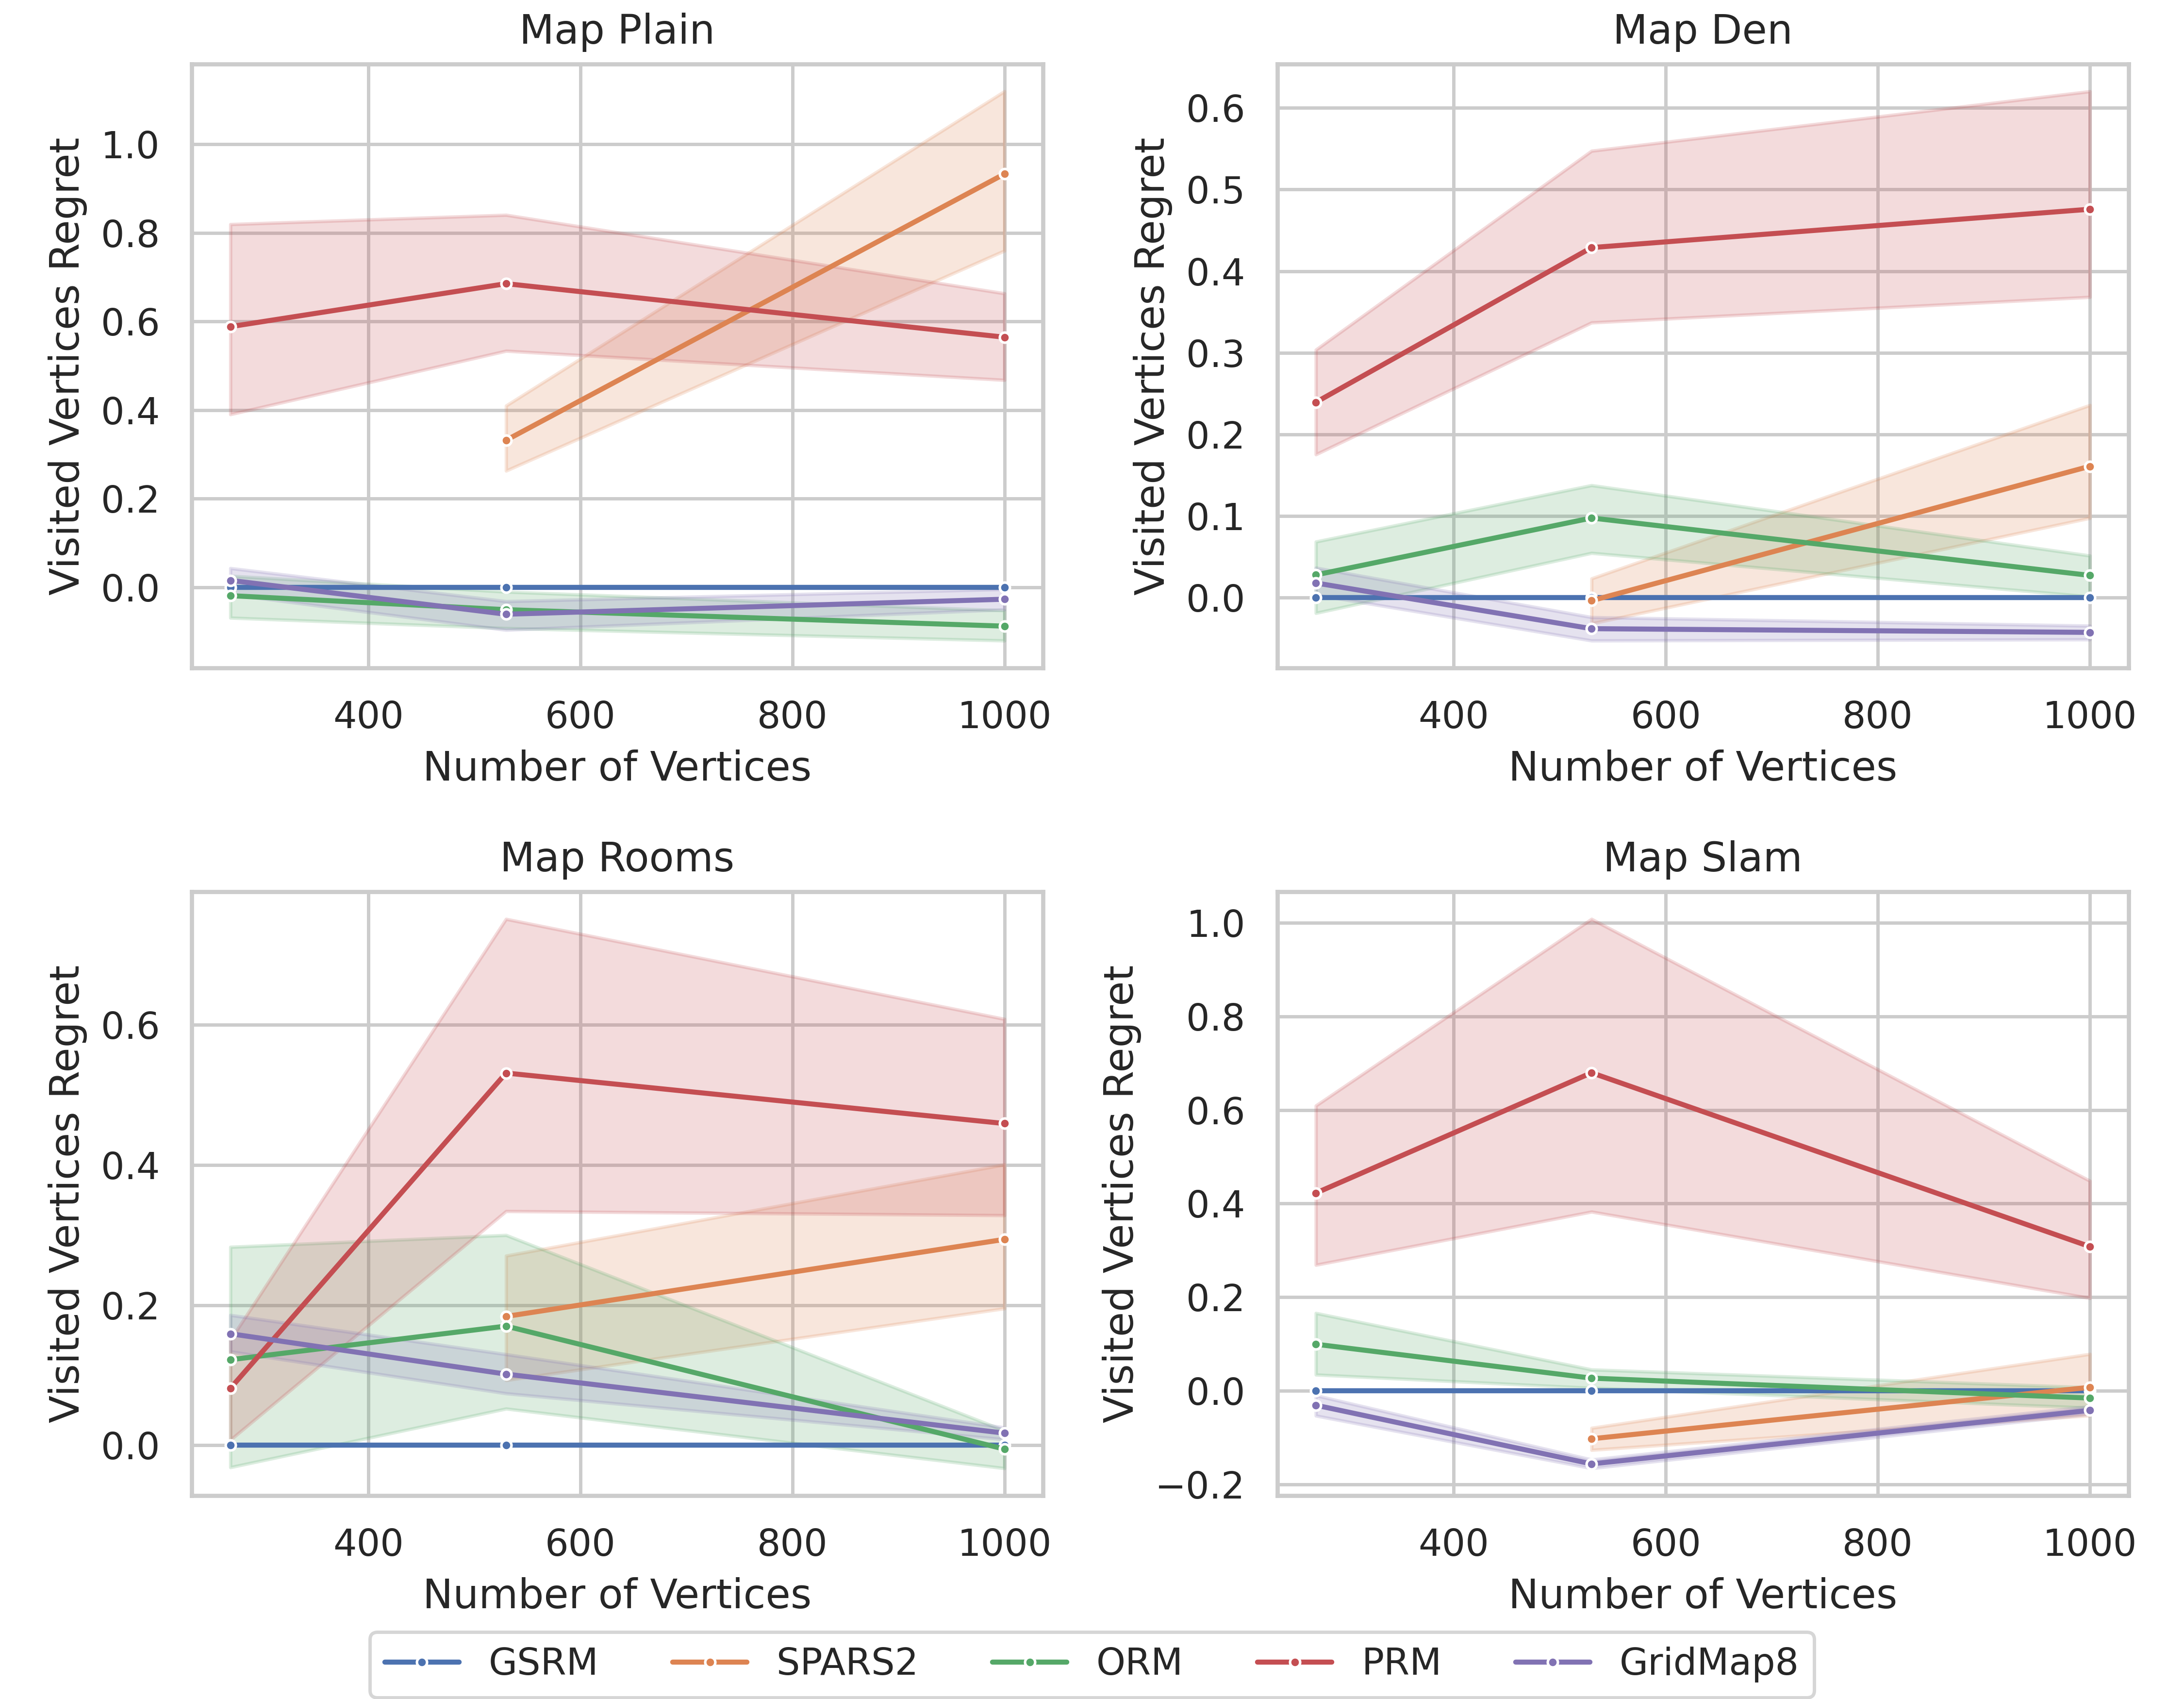 Map Plain
Visited Vertices Regret
1.0
0.8
0.6
0.4
0.2
0.0
400 600 800 1000
Number of Vertices
Map Den
Visited Vertices Regret
0.6
0.5
0.4
0.3
0.2
0.1
0.0
400 600 800 1000
Number of Vertices
Map Rooms
Visited Vertices Regret
0.6
0.4
0.2
0.0
400 600 800 1000
Number of Vertices
Map Slam
Visited Vertices Regret
1.0
0.8
0.6
0.4
0.2
0.0
−0.2
400 600 800 1000
Number of Vertices
GSRM SPARS2 ORM PRM GridMap8